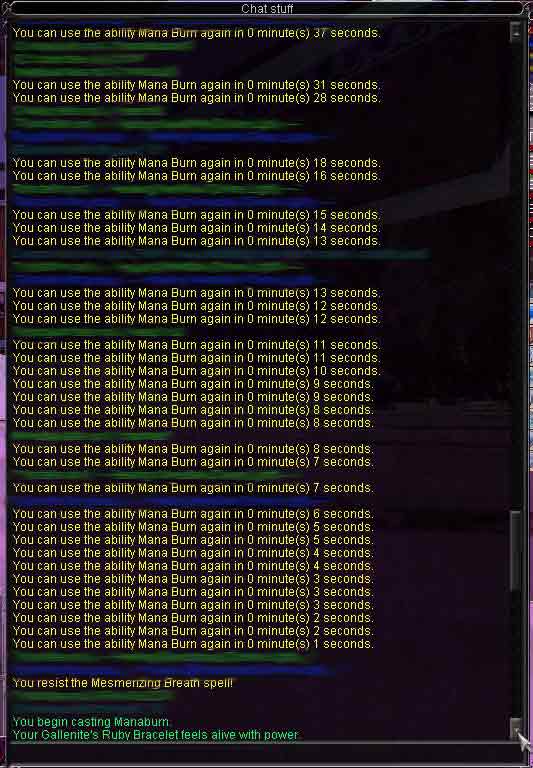 Chat stuff
You can use the ability Mana Burn again in 0 minute(s) 37 seconds.
You can use the ability Mana Burn again in 0 minute(s) 31 seconds.
You can use the ability Mana Burn again in 0 minute(s) 28 seconds.
You can use the ability Mana Burn again in 0 minute(s) 18 seconds.
You can use the ability Mana Burn again in 0 minute(s) 16 seconds.
You can use the ability Mana Burn again in 0 minute(s) 15 seconds.
You can use the ability Mana Burn again in 0 minute(s) 14 seconds.
You can use the ability Mana Burn again in 0 minute(s) 13 seconds.
You can use the ability Mana Burn again in 0 minute(s) 13 seconds.
You can use the ability Mana Burn again in 0 minute(s) 12 seconds.
You can use the ability Mana Burn again in 0 minute(s) 12 seconds.
You can use the ability Mana Burn again in 0 minute(s) 11 seconds.
You can use the ability Mana Burn again in 0 minute(s) 11 seconds.
You can use the ability Mana Burn again in 0 minute(s) 10 seconds.
You can use the ability Mana Burn again in 0 minute(s) 9 seconds.
You can use the ability Mana Burn again in 0 minute(s) 9 seconds.
You can use the ability Mana Burn again in 0 minute(s) 8 seconds.
You can use the ability Mana Burn again in 0 minute(s) 8 seconds.
You can use the ability Mana Burn again in 0 minute(s) 8 seconds.
You can use the ability Mana Burn again in 0 minute(s) 7 seconds.
You can use the ability Mana Burn again in 0 minute(s) 7 seconds.
You can use the ability Mana Burn again in 0 minute(s) 6 seconds.
You can use the ability Mana Burn again in 0 minute(s) 5 seconds.
You can use the ability Mana Burn again in 0 minute(s) 5 seconds.
You can use the ability Mana Burn again in 0 minute(s) 4 seconds.
You can use the ability Mana Burn again in 0 minute(s) 4 seconds.
You can use the ability Mana Burn again in 0 minute(s) 3 seconds.
You can use the ability Mana Burn again in 0 minute(s) 3 seconds.
You can use the ability Mana Burn again in 0 minute(s) 3 seconds.
You can use the ability Mana Burn again in 0 minute(s) 2 seconds.
You can use the ability Mana Burn again in 0 minute(s) 2 seconds.
You can use the ability Mana Burn again in 0 minute(s) 1 seconds.
You resist the Mesmerizing Breath spell!
You begin casting Manaburn.
Your Gallenite's Ruby Bracelet feels alive with power.